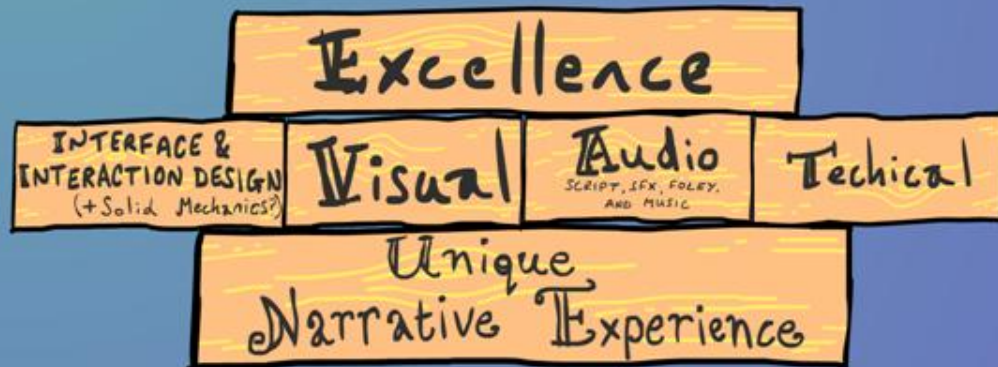 Excellence
INTERFACE &
INTERACTION DESIGN
(+Solid Mechanics?)
Visual
Audio
SCRIPT, SFX, FOLEY,
AND MUSIC
Techical
Unique
Narrative Experience